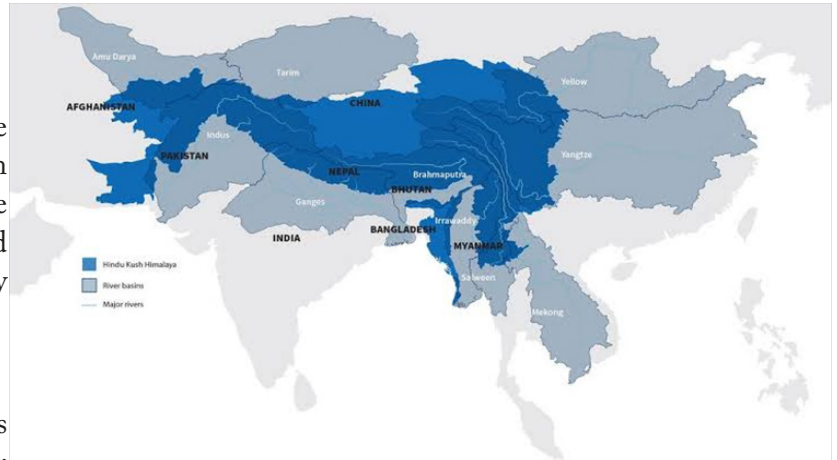 Amu Darya
Tarim
Yellow
AFGHANISTAN
CHINA
Indus
PAKISTAN
Yangtze
NEPAL
Brahmaputra
BHUTAN
Ganges
Irrawaddy
BANGLADESH
INDIA
MYANMAR
Hindu Kush Himalaya
Salween
River basins
Major rivers
Mekong